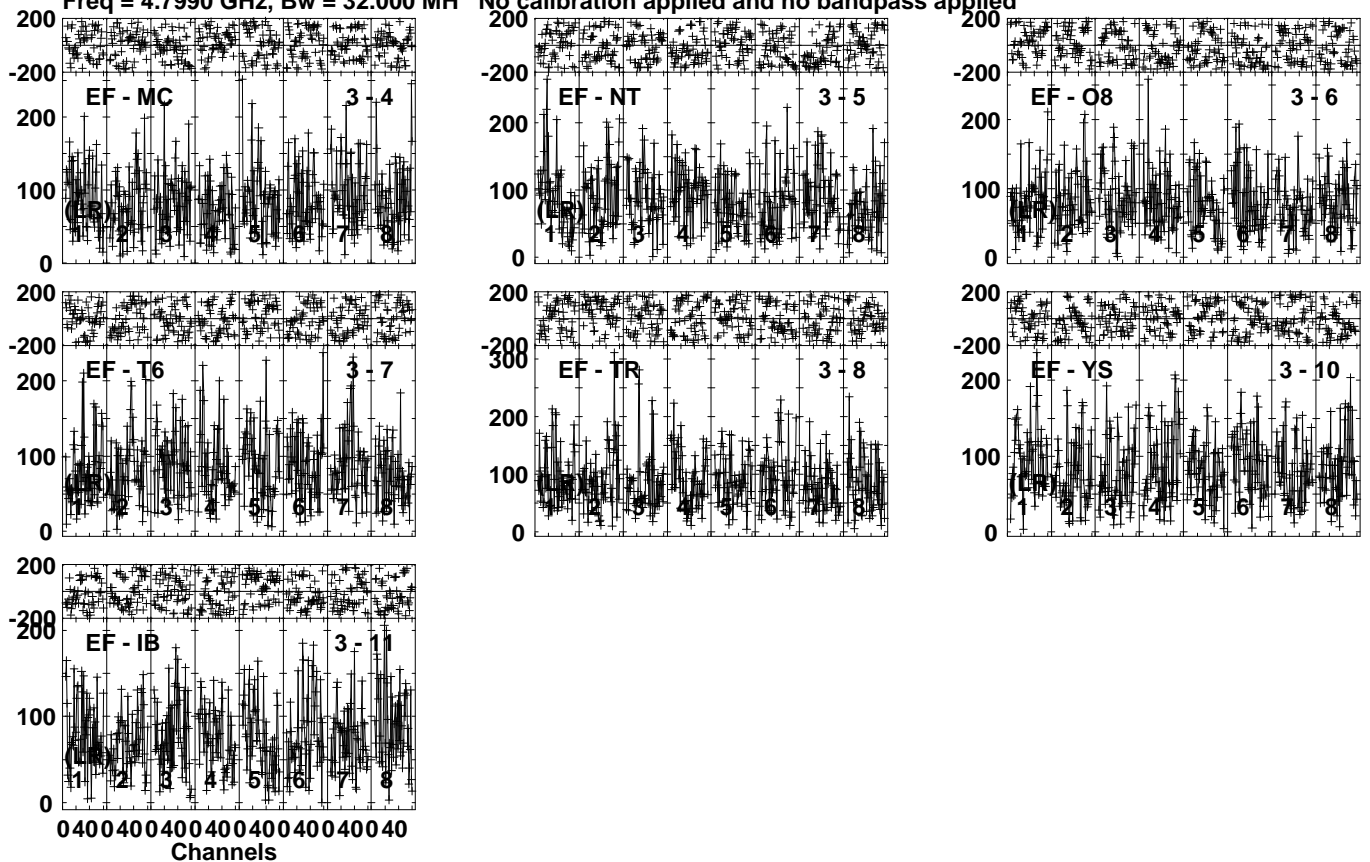 Freq = 4.7990 GHz, Bw = 32.000 MH No calibration applied and no bandpass applied
200
-200
EF - MC 3 - 4
200
100
0
(LR)
1 2 3 4 5 6 7 8
200
-200
EF - NT 3 - 5
200
100
0
(LR)
1 2 3 4 5 6 7 8
200
-200
EF - O8 3 - 6
200
100
0
(LR)
1 2 3 4 5 6 7 8
200
-200
EF - T6 3 - 7
200
100
0
(LR)
1 2 3 4 5 6 7 8
200
-200
300
EF - TR 3 - 8
200
100
0
(LR)
1 2 3 4 5 6 7 8
200
-200
EF - YS 3 - 10
200
100
0
(LR)
1 2 3 4 5 6 7 8
200
-200
200
EF - IB 3 - 11
100
0
(LR)
1 2 3 4 5 6 7 8
0 40 0 40 0 40 0 40 0 40 0 40 0 40 0 40
Channels